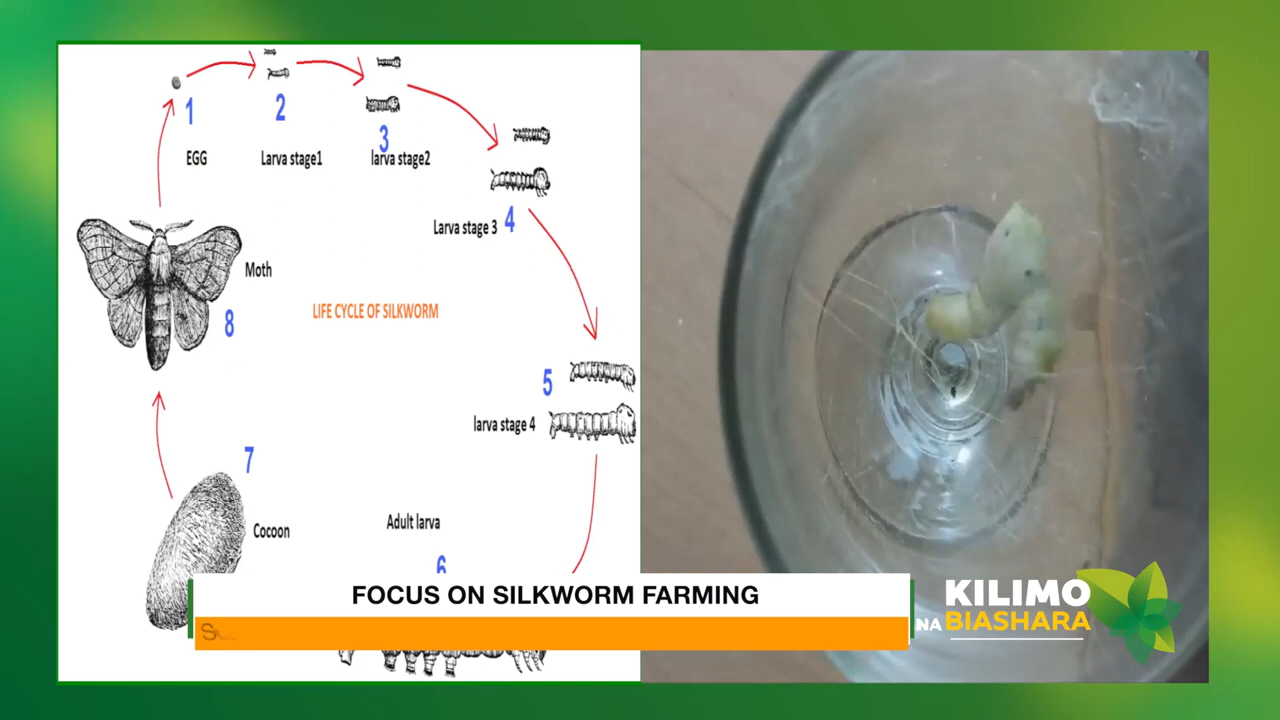 1
2
3
EGG
Larva stage1
larva stage2
4
Larva stage 3
Moth
8
LIFE CYCLE OF SILKWORM
5
larva stage 4
7
Adult larva
Cocoon
6
FOCUS ON SILKWORM FARMING
KILIMO
NA BIASHARA